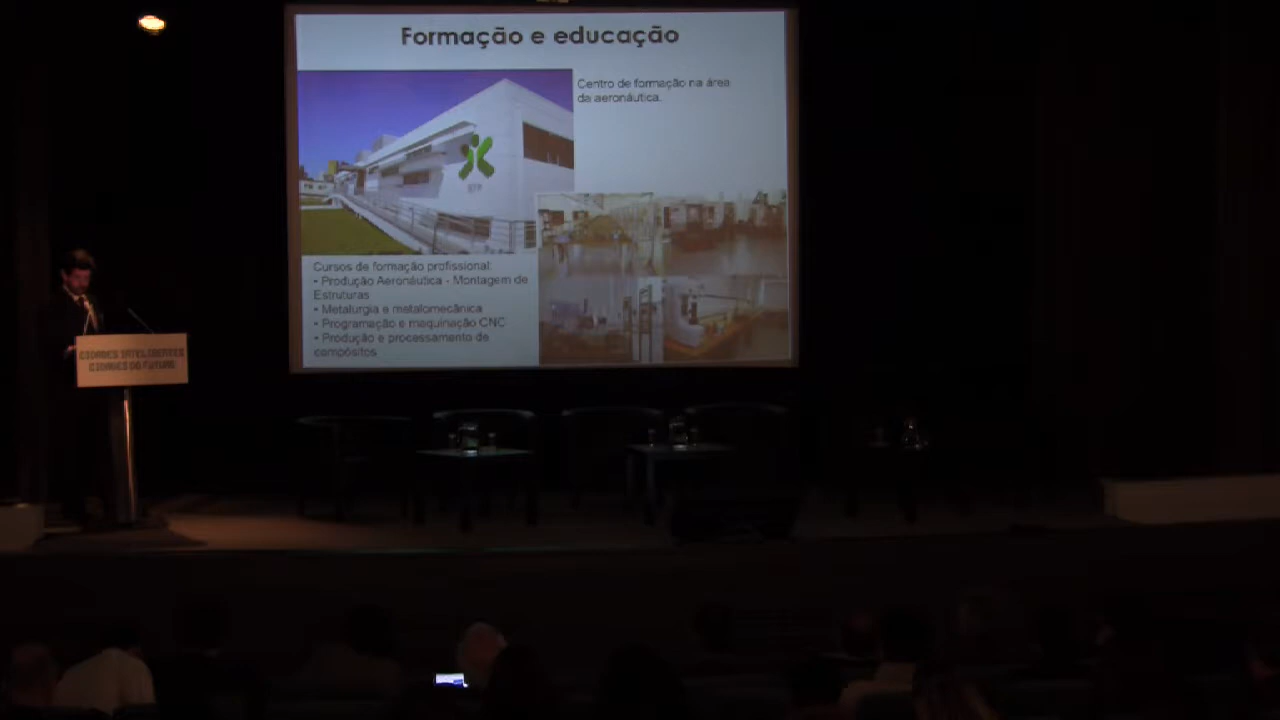 Formação e educação
Centro de formação na área
da aeronáutica.
Cursos de formação profissional:
• Produção Aeronáutica - Montagem de
Estruturas
• Metalurgia e metalomecânica
• Programação e maquinação CNC
• Produção e processamento de
compósitos
CIDADES INTELIGENTES
CIDADES DO FUTURO